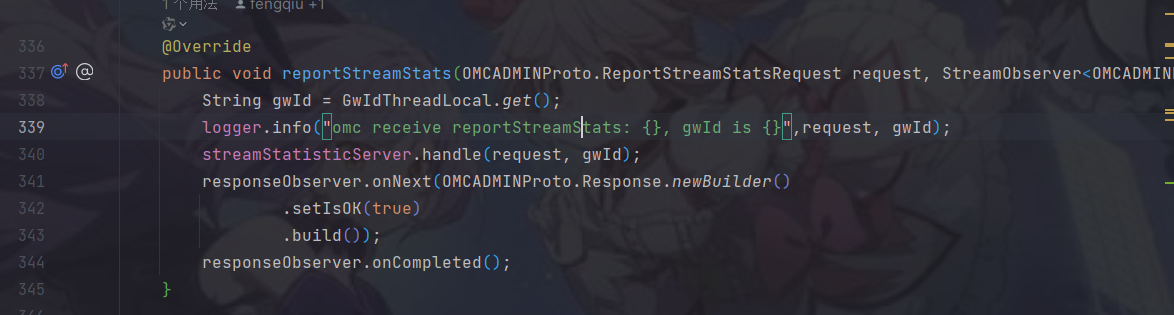 1 个用法 fengqiu +1
336 @Override
337 @ public void reportStreamStats(OMCADMINProto.ReportStreamStatsRequest request, StreamObserver<OMCADMIN
338 String gwId = GwIdThreadLocal.get();
339 logger.info("omc receive reportStreamStats: {}, gwId is {}",request, gwId);
340 streamStatisticServer.handle(request, gwId);
341 responseObserver.onNext(OMCADMINProto.Response.newBuilder()
342 .setIsOK(true)
343 .build());
344 responseObserver.onCompleted();
345 }